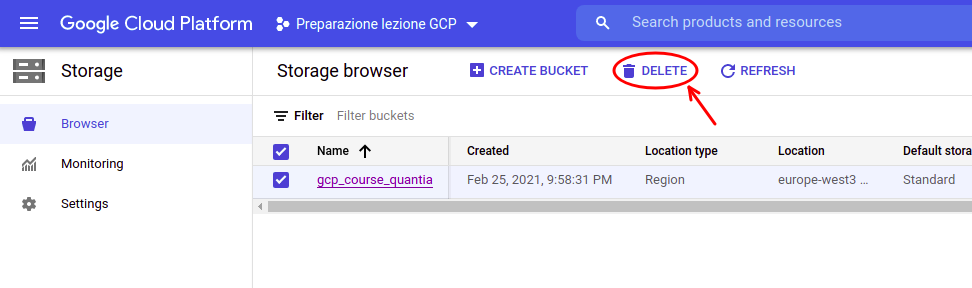 Google Cloud Platform Preparazione lezione GCP Search products and resources
Storage Storage browser CREATE BUCKET DELETE REFRESH
Browser
Monitoring
Settings
Filter Filter buckets
Name Created Location type Location Default stora
gcp_course_quantia Feb 25, 2021, 9:58:31 PM Region europe-west3 ... Standard